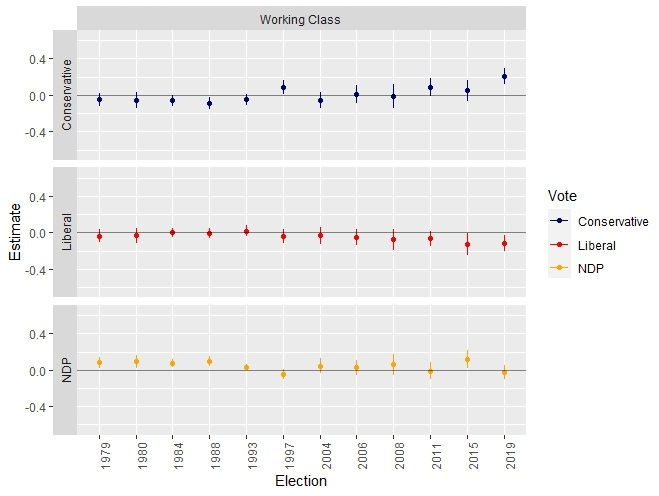 Working Class
Conservative
0.4
0.0
-0.4
Liberal
0.4
0.0
-0.4
NDP
0.4
0.0
-0.4
Estimate
1979 1980 1984 1988 1993 1997 2004 2006 2008 2011 2015 2019
Election
Vote
Conservative
Liberal
NDP